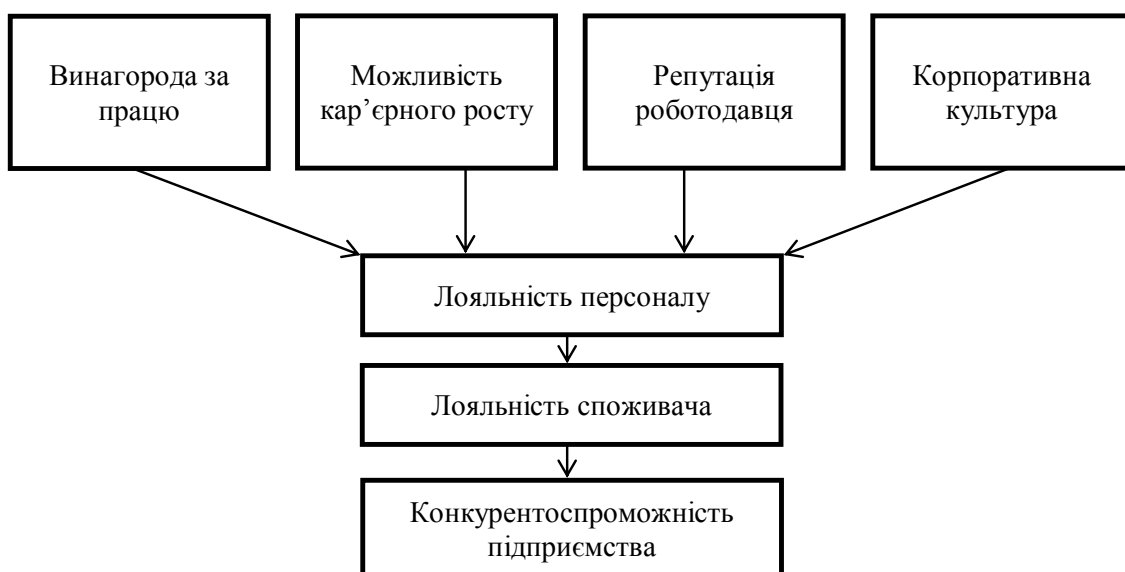 Винагорода за
працю
Можливість
кар’єрного росту
Репутація
роботодавця
Корпоративна
культура
Лояльність персоналу
Лояльність споживача
Конкурентоспроможність
підприємства